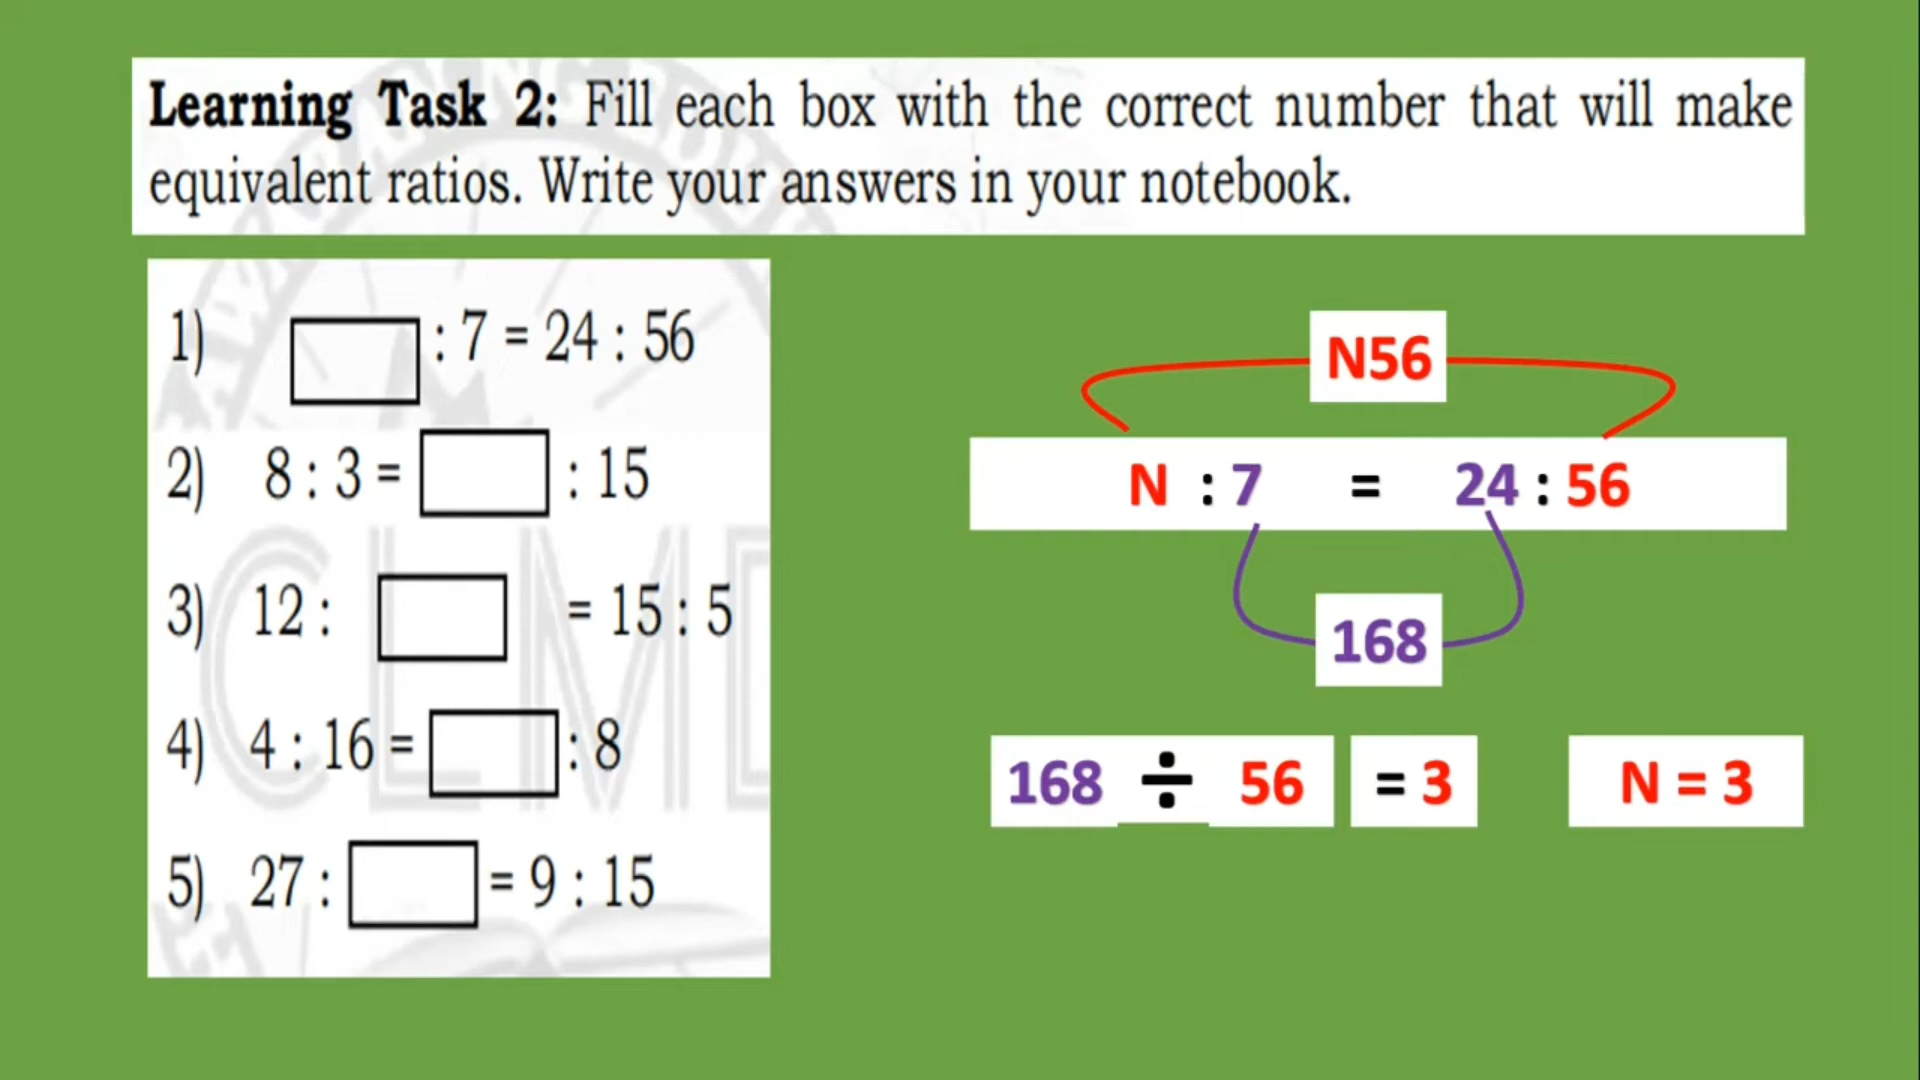 Learning Task 2: Fill each box with the correct number that will make
equivalent ratios. Write your answers in your notebook.
1) : 7 = 24 : 56
2) 8 : 3 = : 15
3) 12 : = 15 : 5
4) 4 : 16 = : 8
5) 27 : = 9 : 15
N56
N : 7 = 24 : 56
168
168 ÷ 56 = 3 N = 3
CLMD